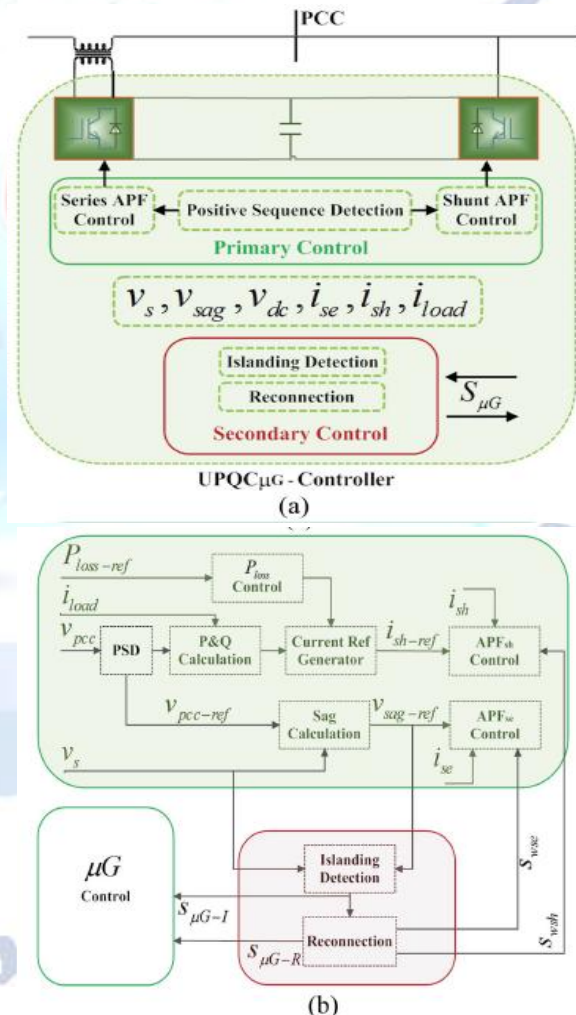 PCC
Series APF
Control
Positive Sequence Detection
Shunt APF
Control
Primary Control
v_s, v_sag, v_dc, i_se, i_sh, i_load
Islanding Detection
Reconnection
Secondary Control
S_μG
UPQCμG - Controller
(a)
P_loss-ref
P_loss
Control
i_load
i_sh
v_pcc
PSD
P&Q
Calculation
Current Ref
Generator
i_sh-ref
APF_sh
Control
v_pcc-ref
Sag
Calculation
v_sag-ref
APF_se
Control
v_s
i_se
μG
Control
Islanding
Detection
s_μG-I
Reconnection
s_μG-R
s_wse
s_wsh
(b)